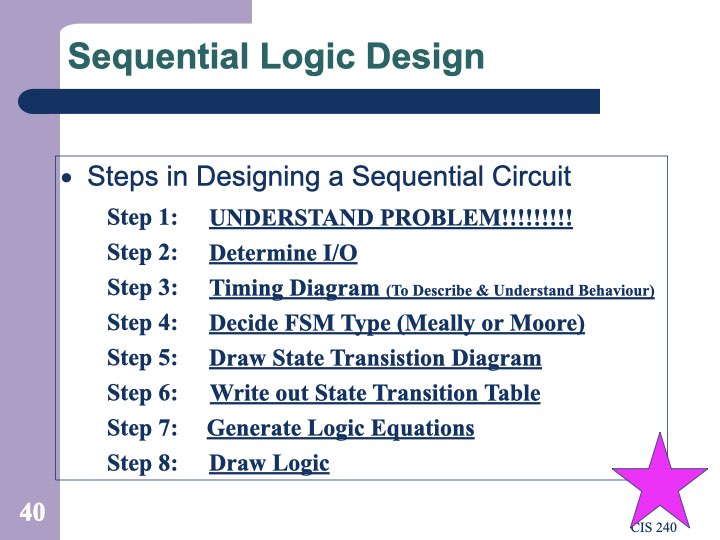 Sequential Logic Design
• Steps in Designing a Sequential Circuit
Step 1: UNDERSTAND PROBLEM!!!!!!!!!
Step 2: Determine I/O
Step 3: Timing Diagram (To Describe & Understand Behaviour)
Step 4: Decide FSM Type (Meally or Moore)
Step 5: Draw State Transistion Diagram
Step 6: Write out State Transition Table
Step 7: Generate Logic Equations
Step 8: Draw Logic
40
CIS 240